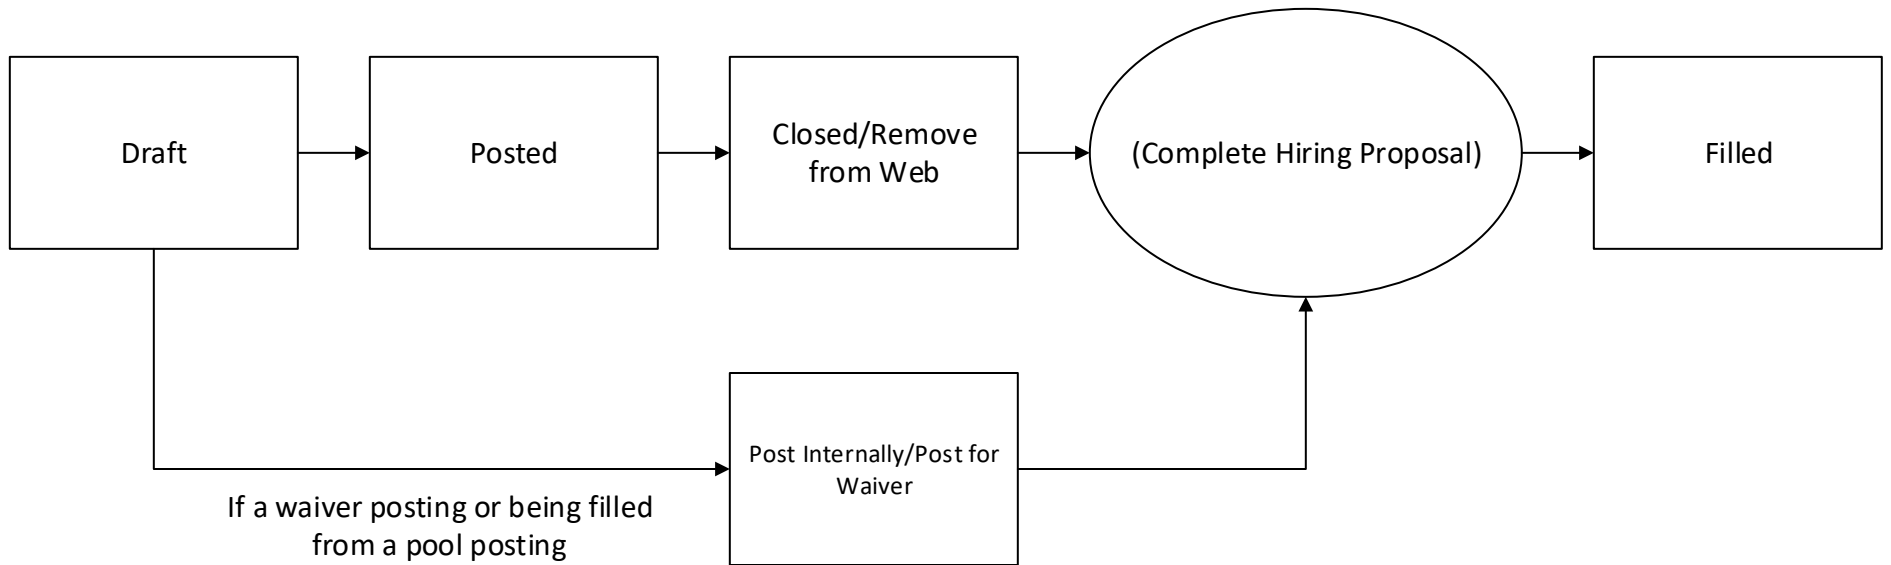 Draft
Posted
Closed/Remove
from Web
(Complete Hiring Proposal)
Filled
Post Internally/Post for
Waiver
If a waiver posting or being filled
from a pool posting